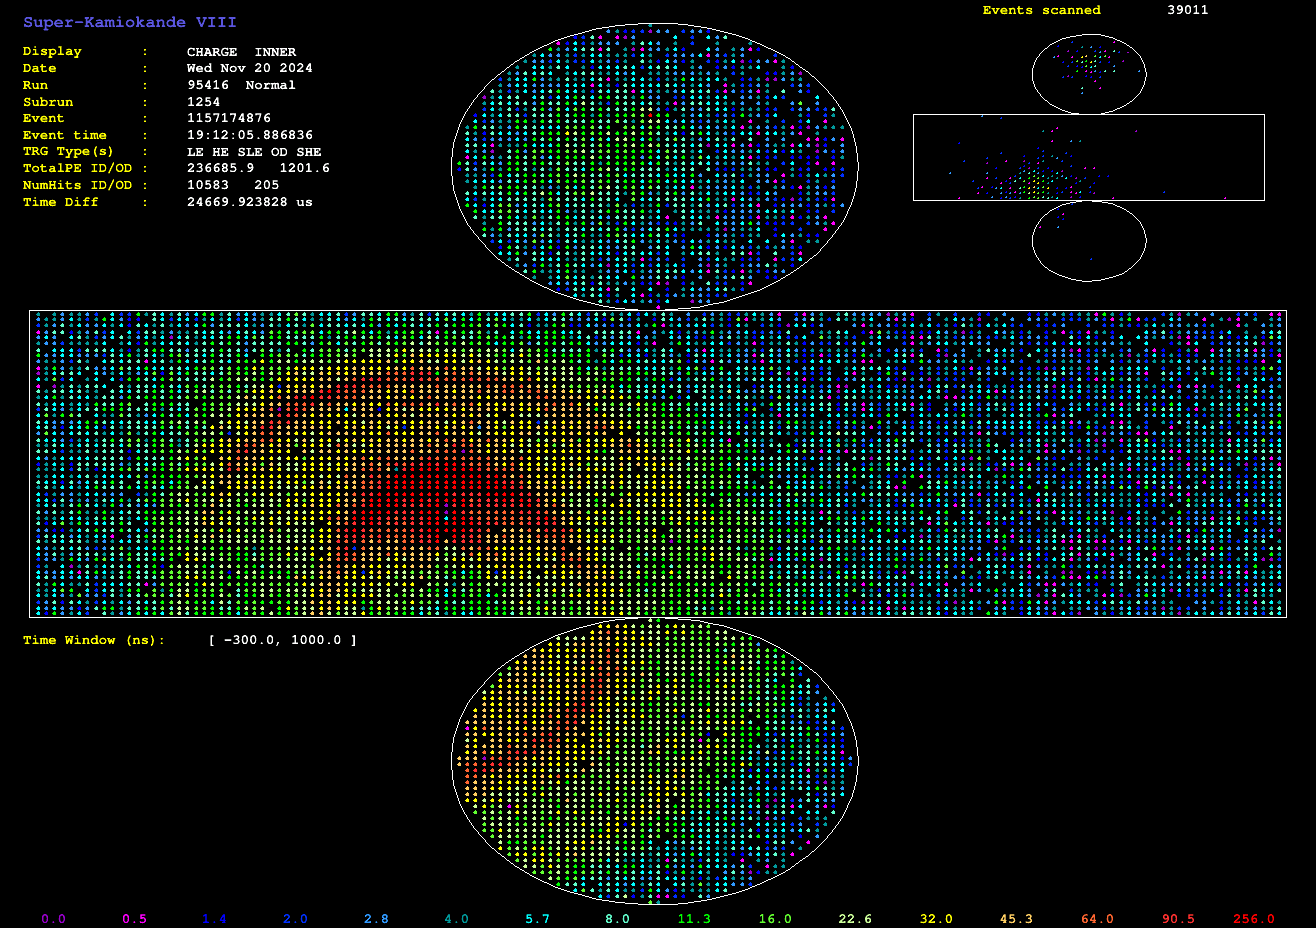 Super-Kamiokande VIII
Events scanned 39011
Display : CHARGE INNER
Date : Wed Nov 20 2024
Run : 95416 Normal
Subrun : 1254
Event : 1157174876
Event time : 19:12:05.886836
TRG Type(s) : LE HE SLE OD SHE
TotalPE ID/OD : 236685.9 1201.6
NumHits ID/OD : 10583 205
Time Diff : 24669.923828 us
Time Window (ns): [ -300.0, 1000.0 ]
0.0 0.5 1.4 2.0 2.8 4.0 5.7 8.0 11.3 16.0 22.6 32.0 45.3 64.0 90.5 256.0